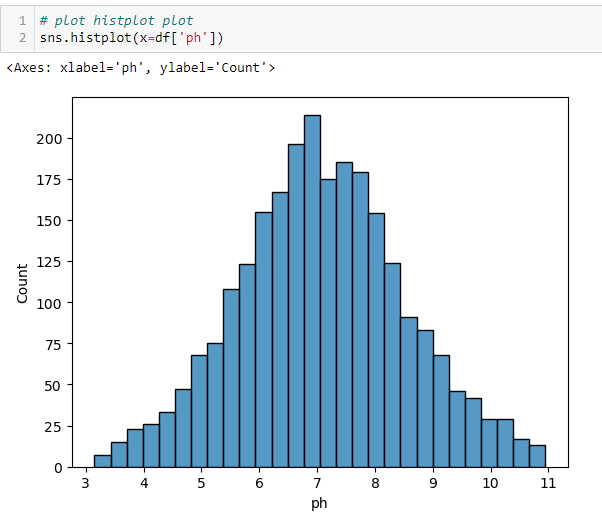 1 # plot histplot plot
2 sns.histplot(x=df['ph'])
<Axes: xlabel='ph', ylabel='Count'>
200
175
150
125
100
75
50
25
0
Count
3 4 5 6 7 8 9 10 11
ph